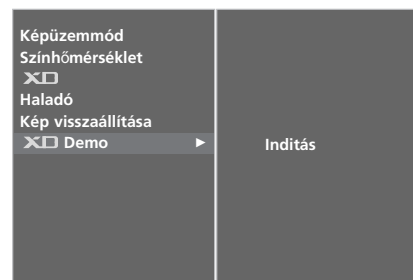 Képüzemmód
Színhőmérséklet
XD
Haladó
Kép visszaállítása
XD Demo ►
Inditás